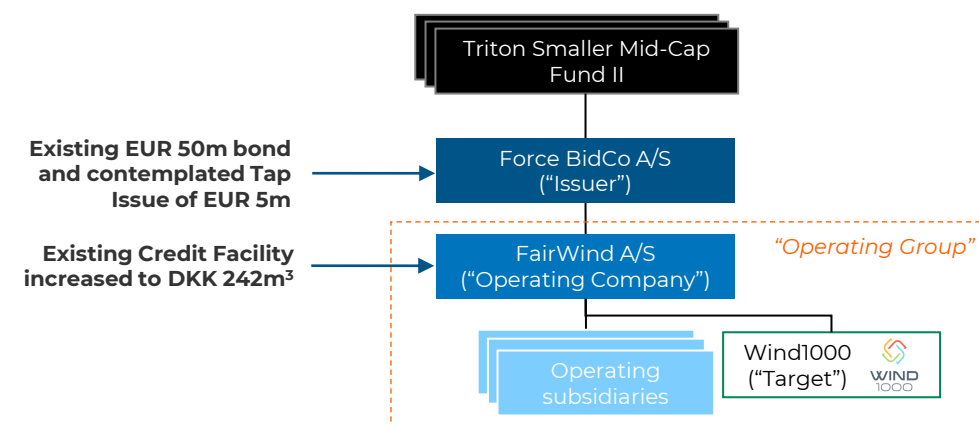 Triton Smaller Mid-Cap
Fund II
Existing EUR 50m bond
and contemplated Tap
Issue of EUR 5m
Force BidCo A/S
(“Issuer”)
Existing Credit Facility
increased to DKK 242m³
FairWind A/S
(“Operating Company”)
“Operating Group”
Operating
subsidiaries
Wind1000
(“Target”)
WIND
1000